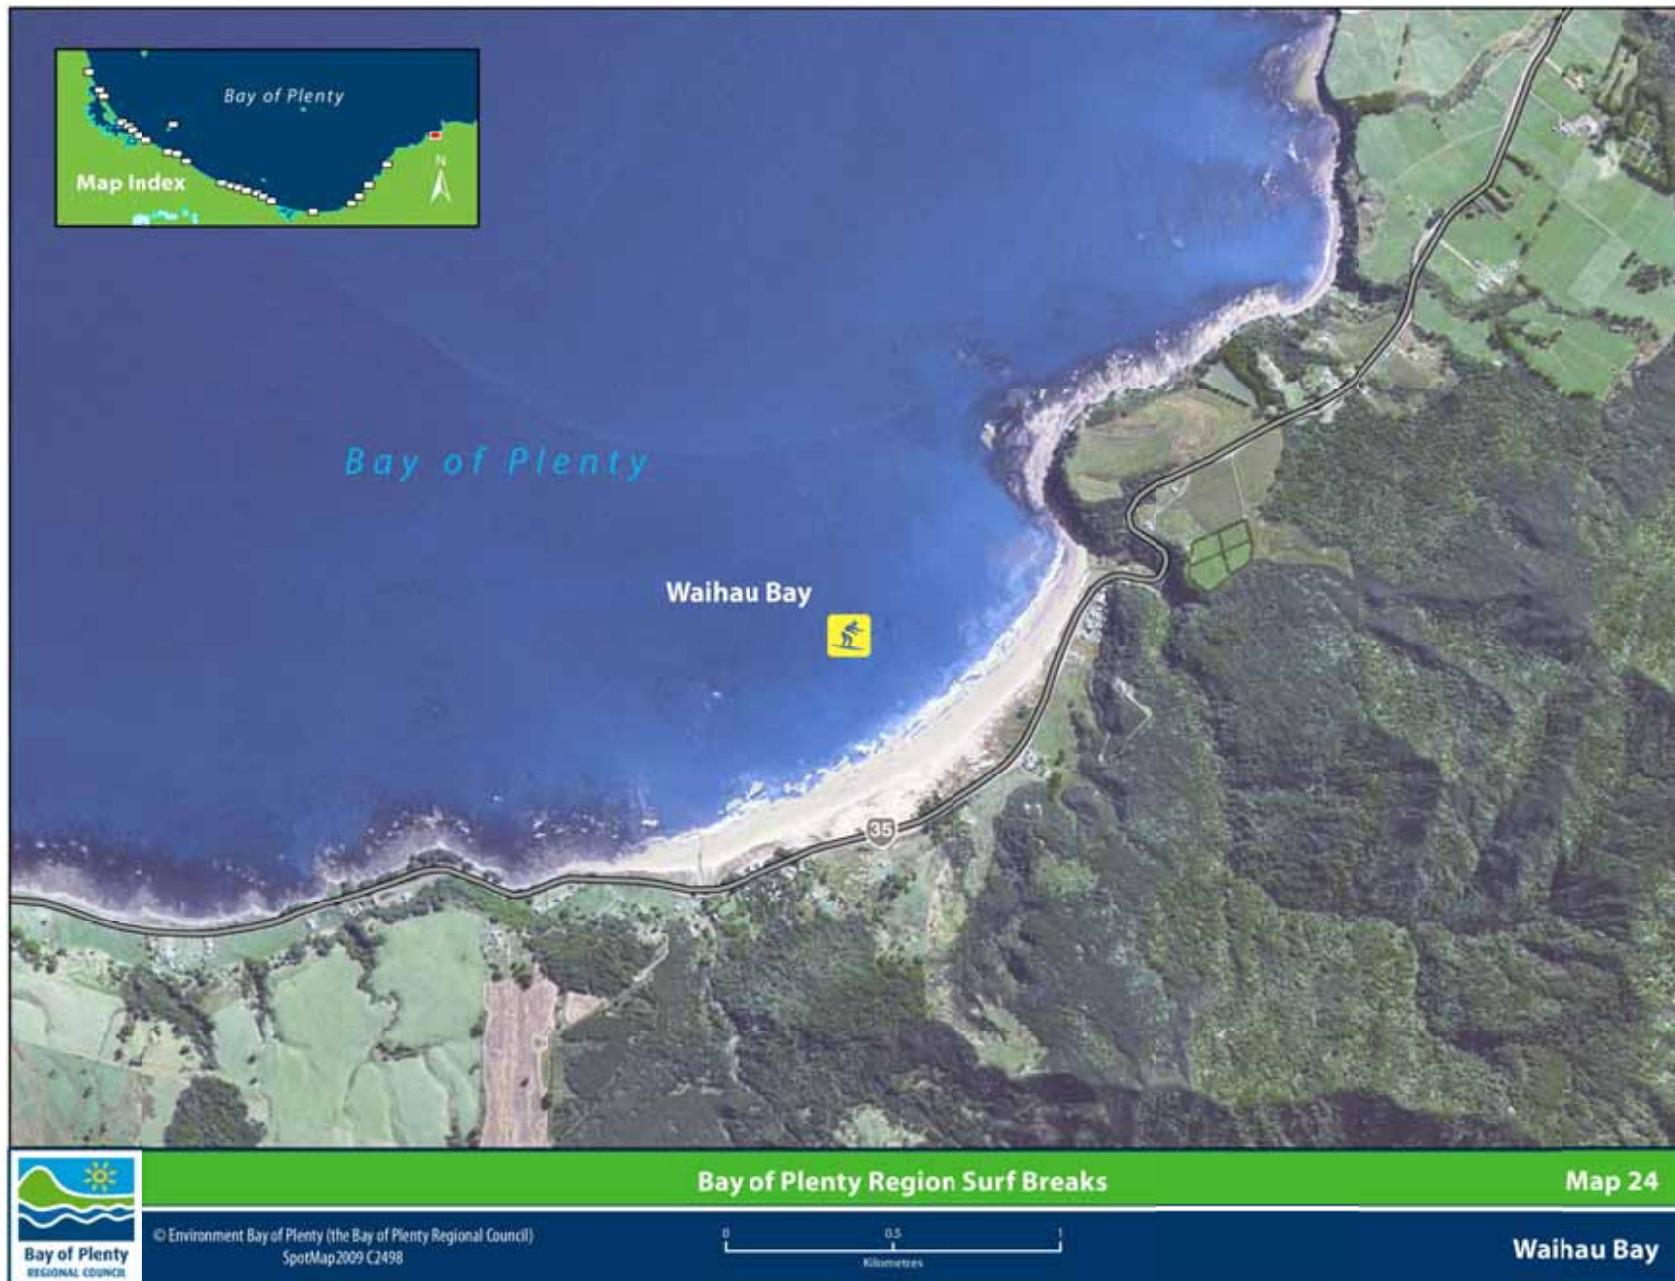 Bay of Plenty
Map Index
N
Bay of Plenty
Waihau Bay
35
Bay of Plenty Region Surf Breaks
Map 24
Bay of Plenty
REGIONAL COUNCIL
© Environment Bay of Plenty (the Bay of Plenty Regional Council)
SpotMap2009 C2498
0 0.5 1
Kilometres
Waihau Bay